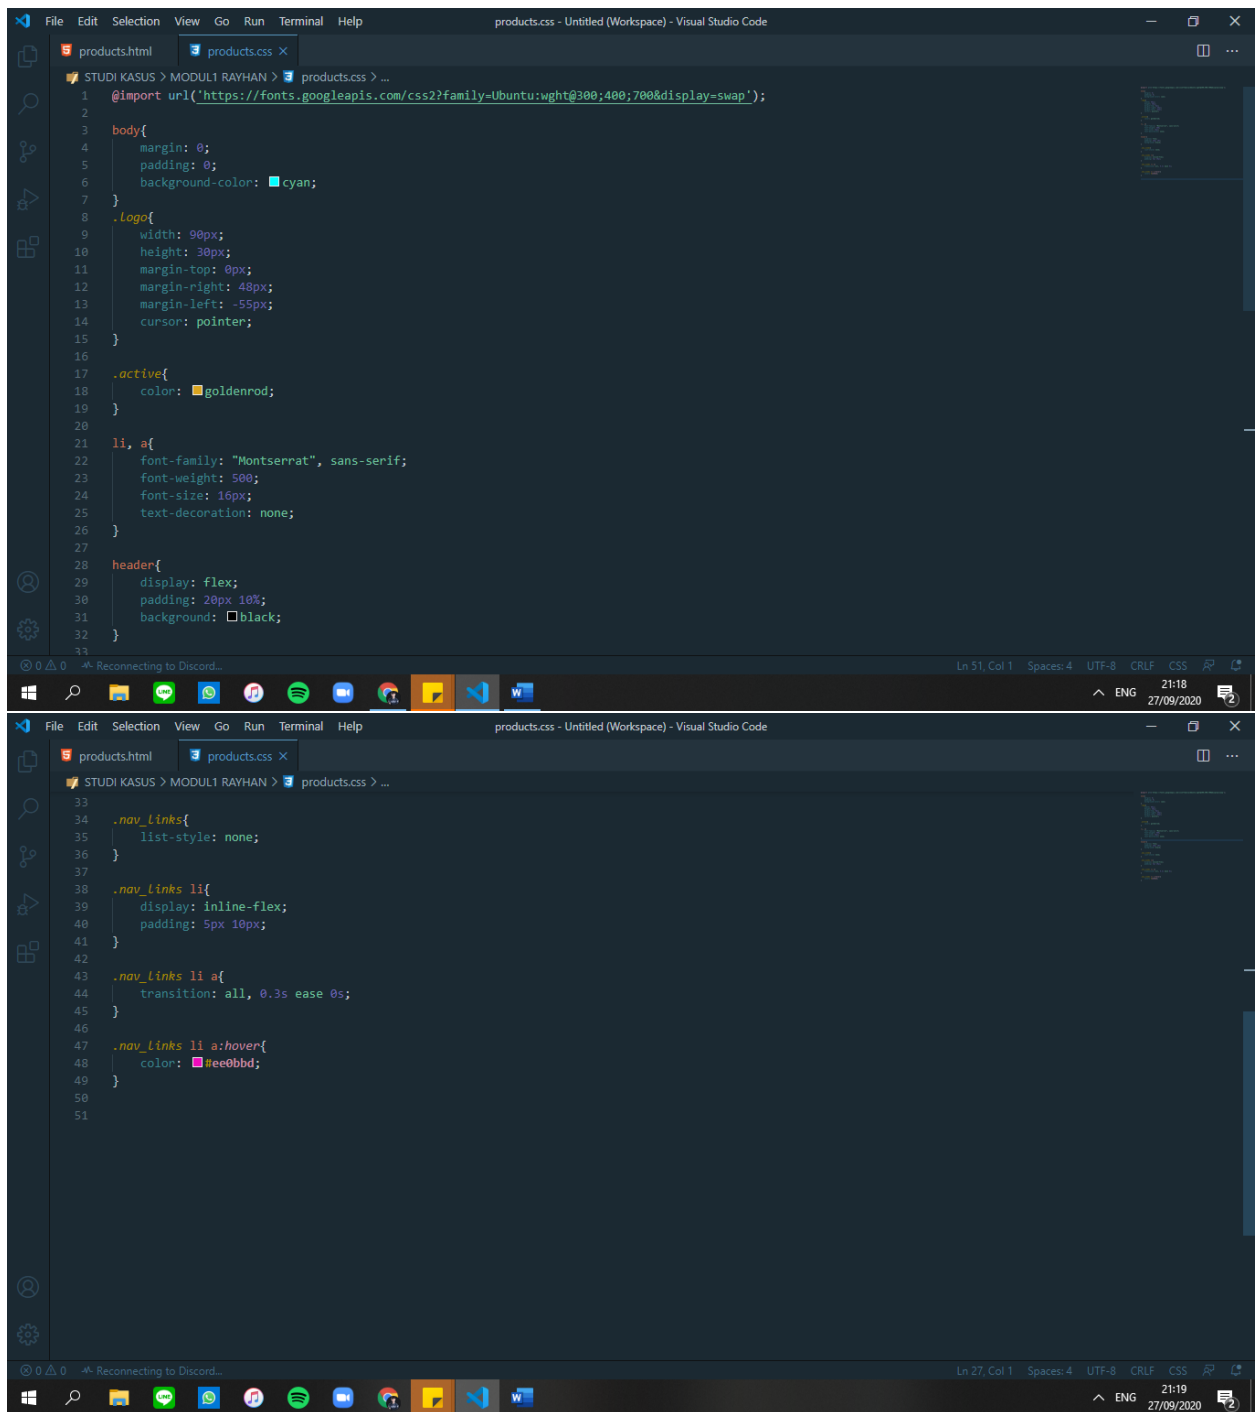 File Edit Selection View Go Run Terminal Help products.css - Untitled (Workspace) - Visual Studio Code
products.html products.css
STUDI KASUS > MODUL1 RAYHAN > products.css > ...
1 @import url('https://fonts.googleapis.com/css2?family=Ubuntu:wght@300;400;700&display=swap');
2
3 body{
4 margin: 0;
5 padding: 0;
6 background-color: cyan;
7 }
8 .logo{
9 width: 90px;
10 height: 30px;
11 margin-top: 0px;
12 margin-right: 48px;
13 margin-left: -55px;
14 cursor: pointer;
15 }
16
17 .active{
18 color: goldenrod;
19 }
20
21 li, a{
22 font-family: "Montserrat", sans-serif;
23 font-weight: 500;
24 font-size: 16px;
25 text-decoration: none;
26 }
27
28 header{
29 display: flex;
30 padding: 20px 10%;
31 background: black;
32 }
33
0 0 Reconnecting to Discord... Ln 51, Col 1 Spaces: 4 UTF-8 CRLF CSS
LINE W ENG 21:18
27/09/2020 2
File Edit Selection View Go Run Terminal Help products.css - Untitled (Workspace) - Visual Studio Code
products.html products.css
STUDI KASUS > MODUL1 RAYHAN > products.css > ...
33
34 .nav_links{
35 list-style: none;
36 }
37
38 .nav_links li{
39 display: inline-flex;
40 padding: 5px 10px;
41 }
42
43 .nav_links li a{
44 transition: all, 0.3s ease 0s;
45 }
46
47 .nav_links li a:hover{
48 color: #ee0bbd;
49 }
50
51
0 0 Reconnecting to Discord... Ln 27, Col 1 Spaces: 4 UTF-8 CRLF CSS
LINE W ENG 21:19
27/09/2020 2